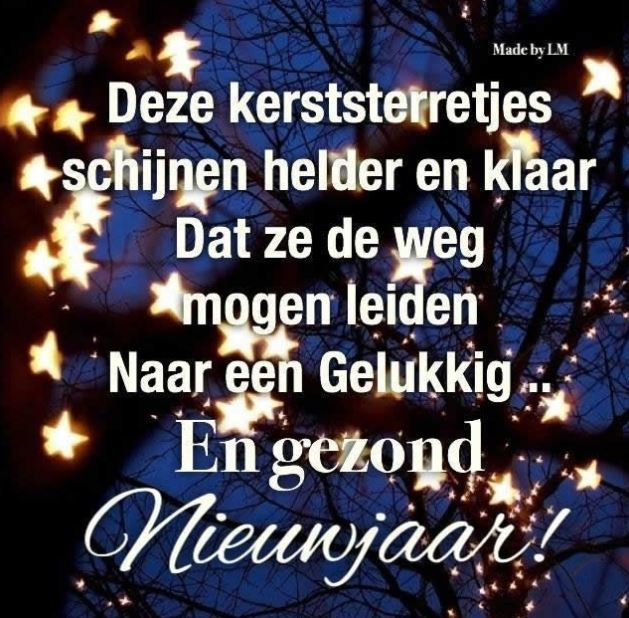 Made by LM
Deze kerststerretjes
schijnen helder en klaar
Dat ze de weg
mogen leiden
Naar een Gelukkig ..
En gezond
Nieuwjaar!